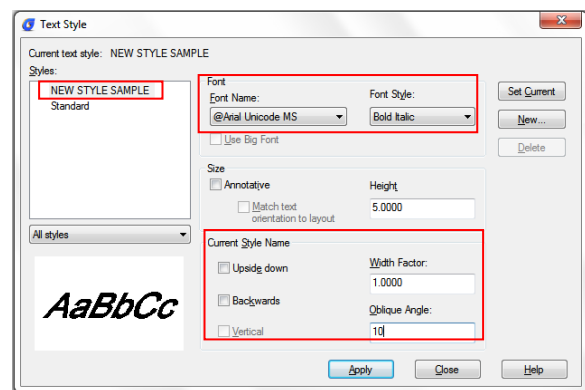 Text Style
Current text style: NEW STYLE SAMPLE
Styles:
NEW STYLE SAMPLE
Standard
All styles
AaBbCc
Font
Font Name:
Font Style:
@Arial Unicode MS
Bold Italic
Use Big Font
Size
Annotative
Height
Match text
orientation to layout
5.0000
Current Style Name
Upside down
Width Factor:
1.0000
Backwards
Oblique Angle:
Vertical
10
Set Current
New...
Delete
Apply
Close
Help